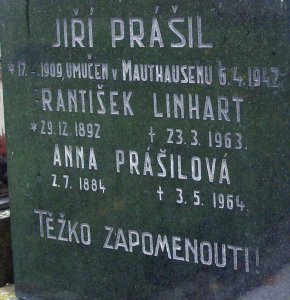 JIŘÍ PRÁŠIL
1909, UMUČEN V MAUTHAUSENU 6.4.1942
FRANTIŠEK LINHART
*29.12.1892 † 23.3.1963.
ANNA PRÁŠILOVÁ
2.7.1884 † 3.5.1964.
TĚŽKO ZAPOMENOUTI!